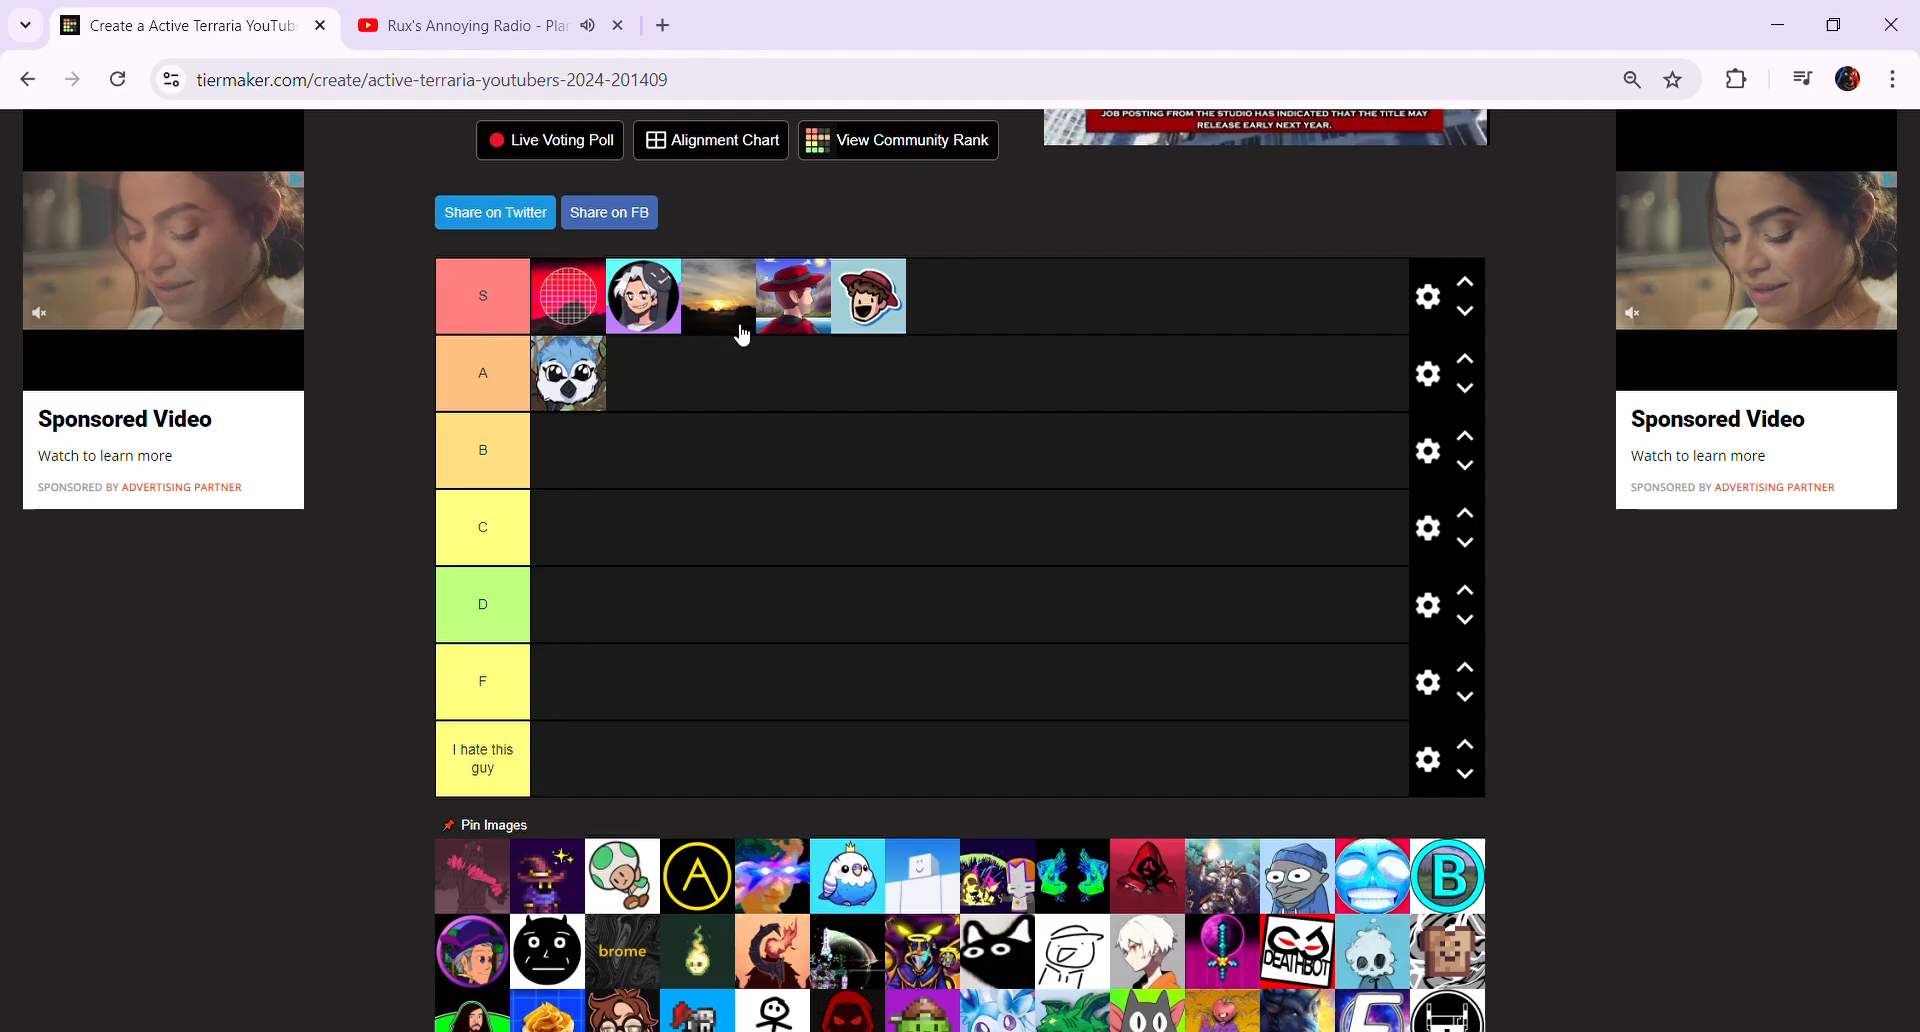 Create a Active Terraria YouTub
Rux's Annoying Radio - Plan
tiermaker.com/create/active-terraria-youtubers-2024-201409
JOB POSTING FROM THE STUDIO HAS INDICATED THAT THE TITLE MAY
RELEASE EARLY NEXT YEAR.
Live Voting Poll
Alignment Chart
View Community Rank
Share on Twitter
Share on FB
S
A
B
C
D
F
I hate this
guy
Sponsored Video
Watch to learn more
SPONSORED BY ADVERTISING PARTNER
Sponsored Video
Watch to learn more
SPONSORED BY ADVERTISING PARTNER
Pin Images
A
B
brome
DEATHBOT